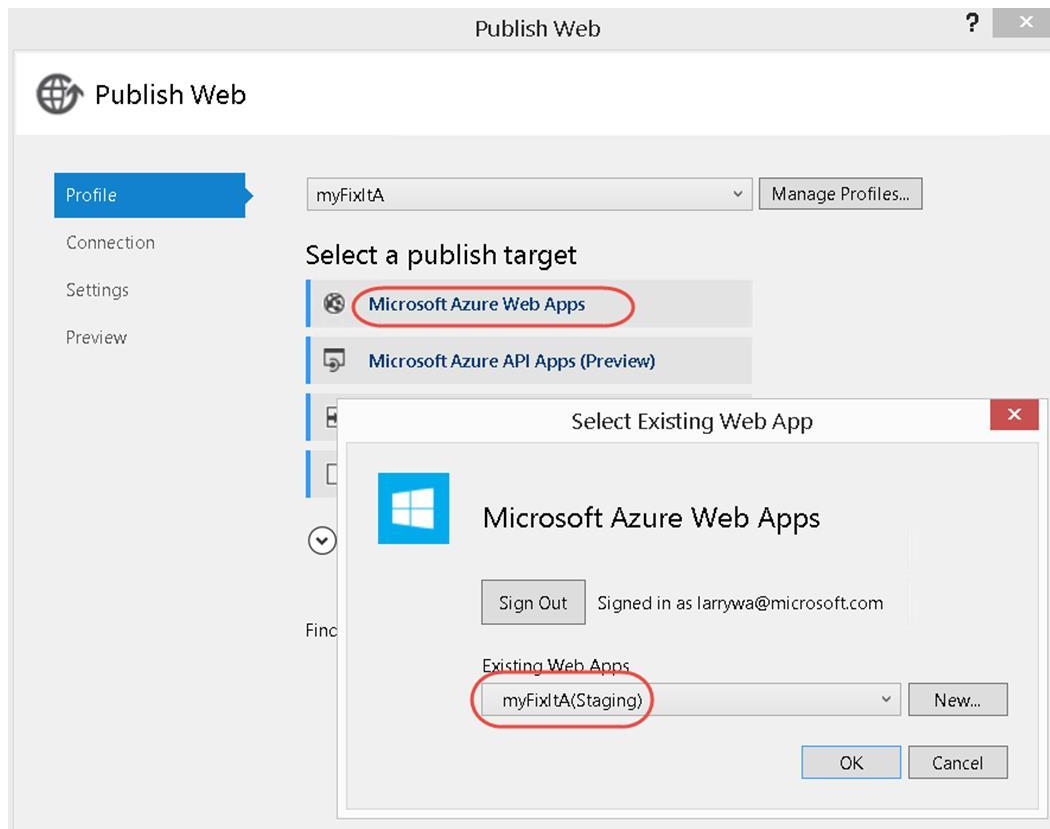 Publish Web
?
Publish Web
Profile
Connection
Settings
Preview
myFixItA
Manage Profiles...
Select a publish target
Microsoft Azure Web Apps
Microsoft Azure API Apps (Preview)
Select Existing Web App
Microsoft Azure Web Apps
Sign Out Signed in as larrywa@microsoft.com
Existing Web Apps
myFixItA(Staging)
New...
OK
Cancel